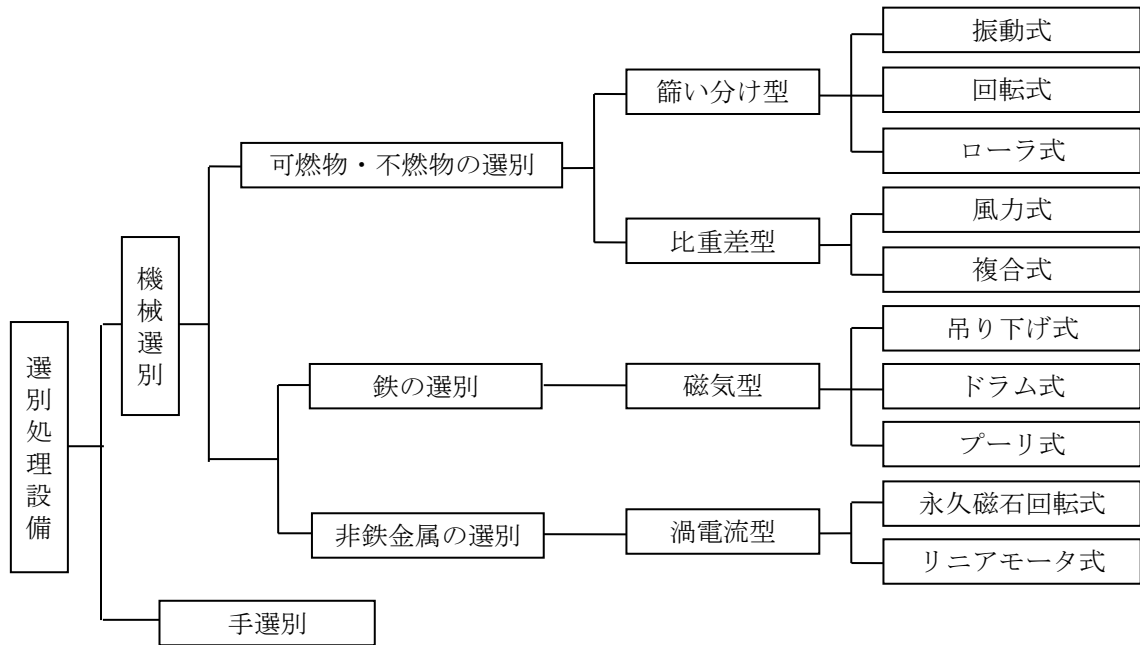 選別処理設備
機械選別
可燃物・不燃物の選別
篩い分け型
振動式
回転式
ローラ式
比重差型
風力式
複合式
鉄の選別
磁気型
吊り下げ式
ドラム式
プーリ式
非鉄金属の選別
渦電流型
永久磁石回転式
リニアモータ式
手選別